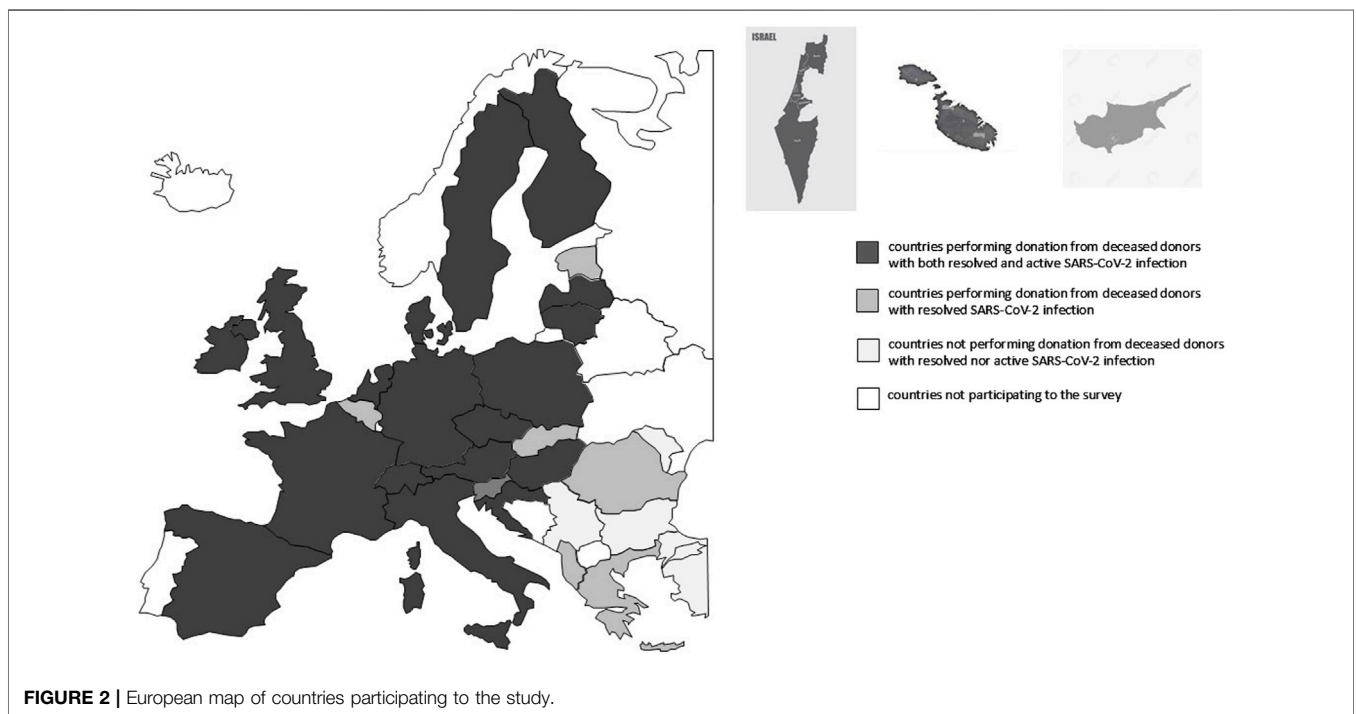 ISRAEL
countries performing donation from deceased donors
with both resolved and active SARS-CoV-2 infection
countries performing donation from deceased donors
with resolved SARS-CoV-2 infection
countries not performing donation from deceased donors
with resolved nor active SARS-CoV-2 infection
countries not participating to the survey
FIGURE 2 | European map of countries participating to the study.